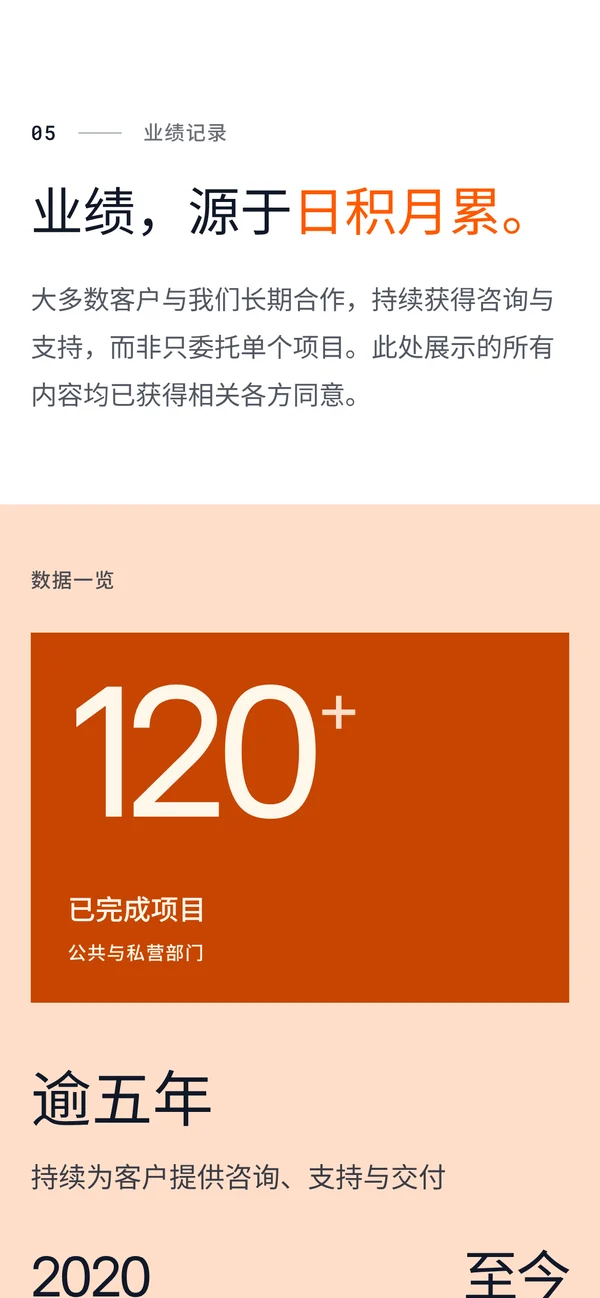 05 业绩记录
业绩，源于日积月累。
大多数客户与我们长期合作，持续获得咨询与
支持，而非只委托单个项目。此处展示的所有
内容均已获得相关各方同意。
数据一览
120+
已完成项目
公共与私营部门
逾五年
持续为客户提供咨询、支持与交付
2020 至今